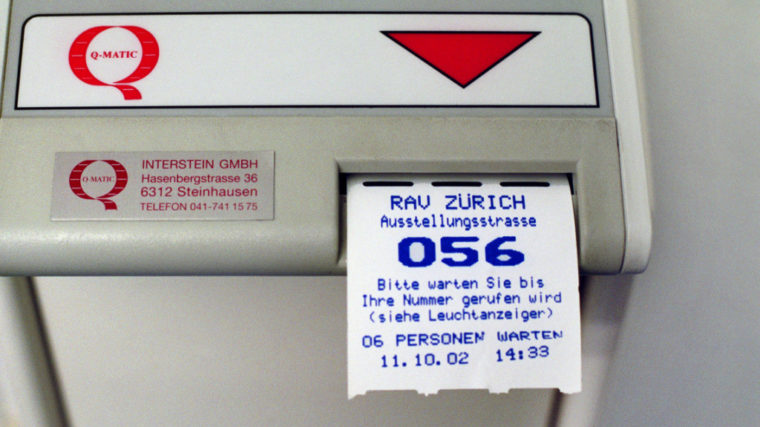 Q-MATIC
Q-MATIC
INTERSTEIN GMBH
Hasenbergstrasse 36
6312 Steinhausen
TELEFON 041-741 15 75
RAV ZÜRICH
Ausstellungsstrasse
056
Bitte warten Sie bis
Ihre Nummer gerufen wird
(siehe Leuchtanzeiger)
06 PERSONEN WARTEN
11.10.02 14:33